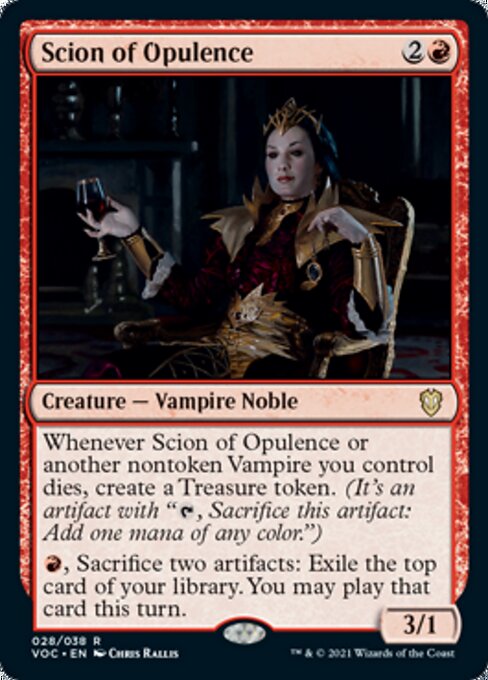 Scion of Opulence 2
Creature — Vampire Noble
Whenever Scion of Opulence or
another nontoken Vampire you control
dies, create a Treasure token. (It's an
artifact with “, Sacrifice this artifact:
Add one mana of any color.”)
, Sacrifice two artifacts: Exile the top
card of your library. You may play that
card this turn.
3/1
028/038 R
VOC • EN Chris Rallis
™ & © 2021 Wizards of the Coast